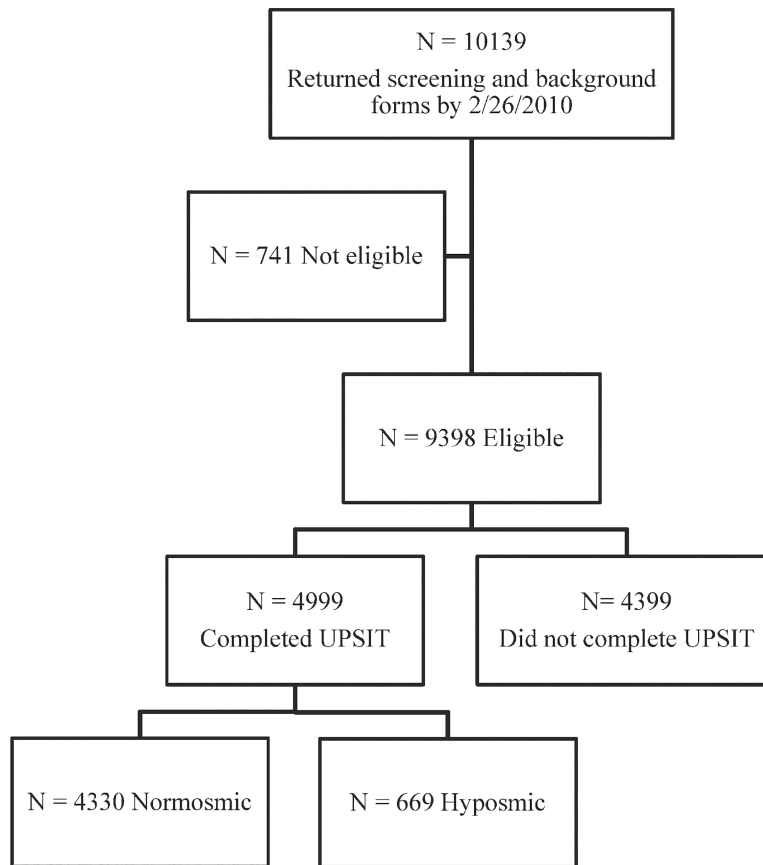 N = 10139
Returned screening and background
forms by 2/26/2010
N = 741 Not eligible
N = 9398 Eligible
N = 4999
Completed UPSIT
N= 4399
Did not complete UPSIT
N = 4330 Normosmic
N = 669 Hyposmic